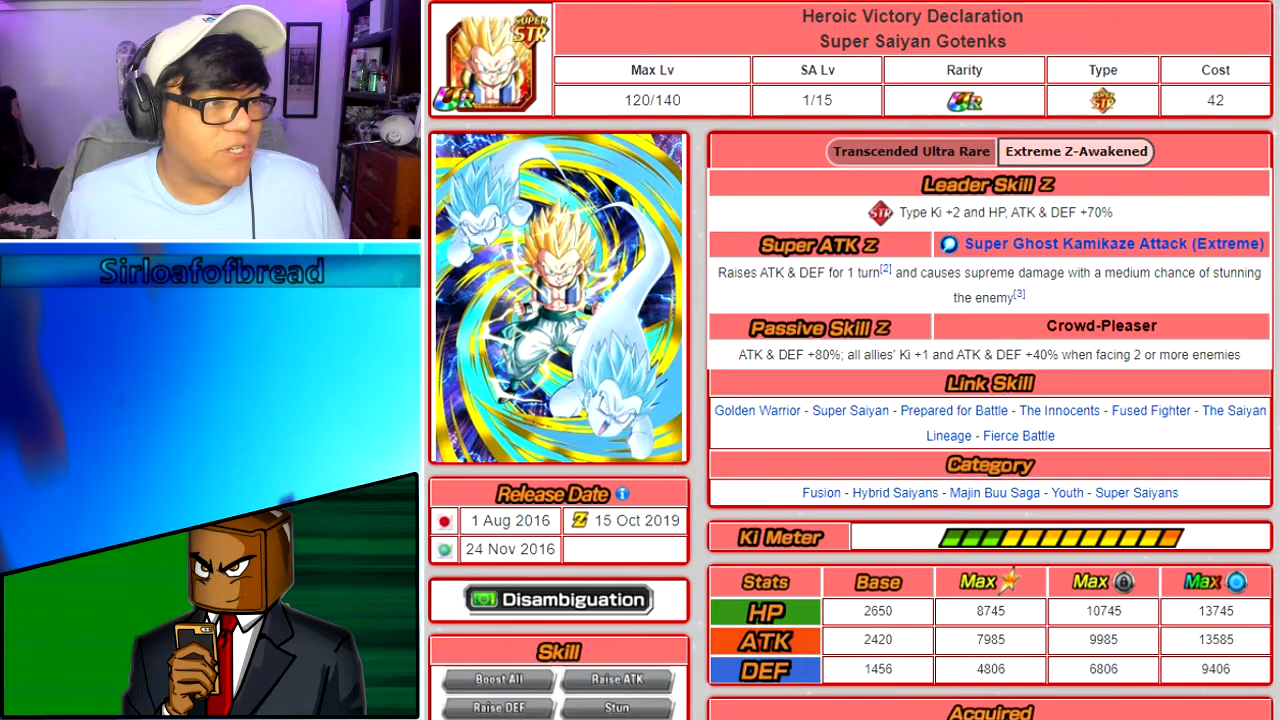 Heroic Victory Declaration
Super Saiyan Gotenks
SUPER STR
UR
Max Lv
SA Lv
Rarity
Type
Cost
120/140
1/15
UR
SUPER STR
42
Transcended Ultra Rare
Extreme Z-Awakened
Leader Skill Z
STR Type Ki +2 and HP, ATK & DEF +70%
Super ATK Z
Super Ghost Kamikaze Attack (Extreme)
Raises ATK & DEF for 1 turn[2] and causes supreme damage with a medium chance of stunning
the enemy[3]
Passive Skill Z
Crowd-Pleaser
ATK & DEF +80%; all allies' Ki +1 and ATK & DEF +40% when facing 2 or more enemies
Link Skill
Golden Warrior - Super Saiyan - Prepared for Battle - The Innocents - Fused Fighter - The Saiyan
Lineage - Fierce Battle
Category
Fusion - Hybrid Saiyans - Majin Buu Saga - Youth - Super Saiyans
Ki Meter
Stats
Base
Max
Max
Max
HP
2650
8745
10745
13745
ATK
2420
7985
9985
13585
DEF
1456
4806
6806
9406
Acquired
Release Date
1 Aug 2016
Z 15 Oct 2019
24 Nov 2016
Disambiguation
Skill
Boost All
Raise ATK
Raise DEF
Stun
Sirloafofbread